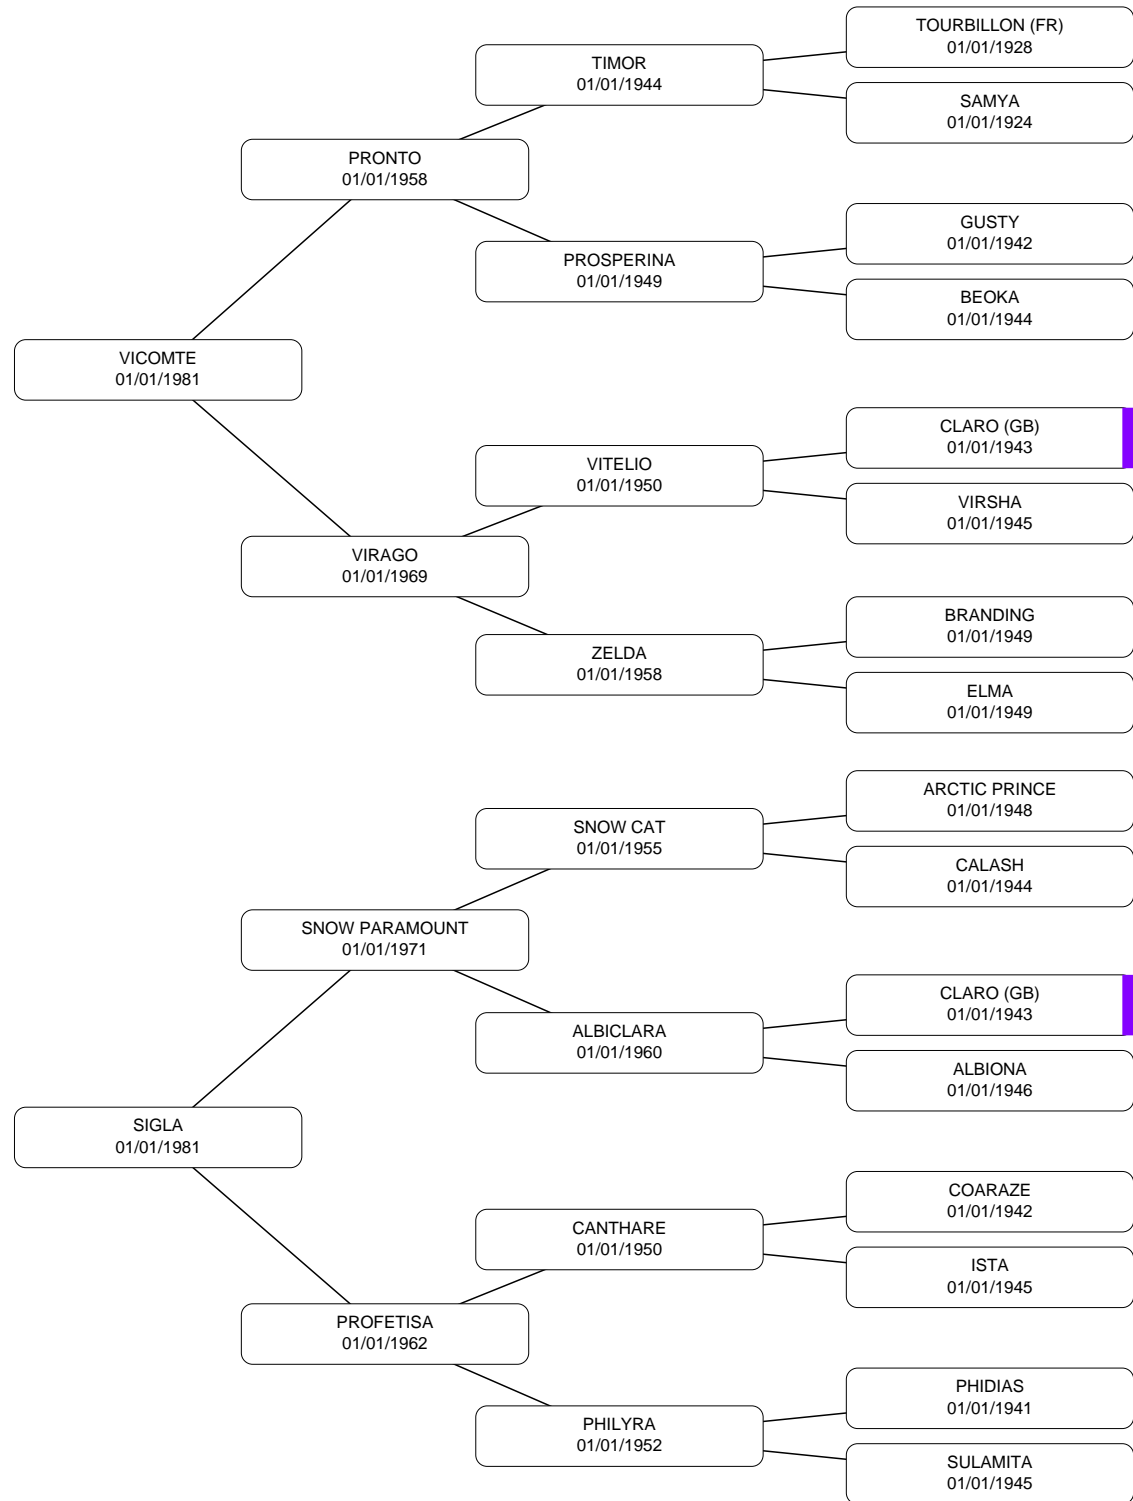 TOURBILLON (FR)
01/01/1928
TIMOR
01/01/1944
SAMYA
01/01/1924
PRONTO
01/01/1958
GUSTY
01/01/1942
PROSPERINA
01/01/1949
BEOKA
01/01/1944
VICOMTE
01/01/1981
CLARO (GB)
01/01/1943
VITELIO
01/01/1950
VIRSHA
01/01/1945
VIRAGO
01/01/1969
BRANDING
01/01/1949
ZELDA
01/01/1958
ELMA
01/01/1949
ARCTIC PRINCE
01/01/1948
SNOW CAT
01/01/1955
CALASH
01/01/1944
SNOW PARAMOUNT
01/01/1971
CLARO (GB)
01/01/1943
ALBICLARA
01/01/1960
ALBIONA
01/01/1946
SIGLA
01/01/1981
COARAZE
01/01/1942
CANTHARE
01/01/1950
ISTA
01/01/1945
PROFETISA
01/01/1962
PHIDIAS
01/01/1941
PHILYRA
01/01/1952
SULAMITA
01/01/1945